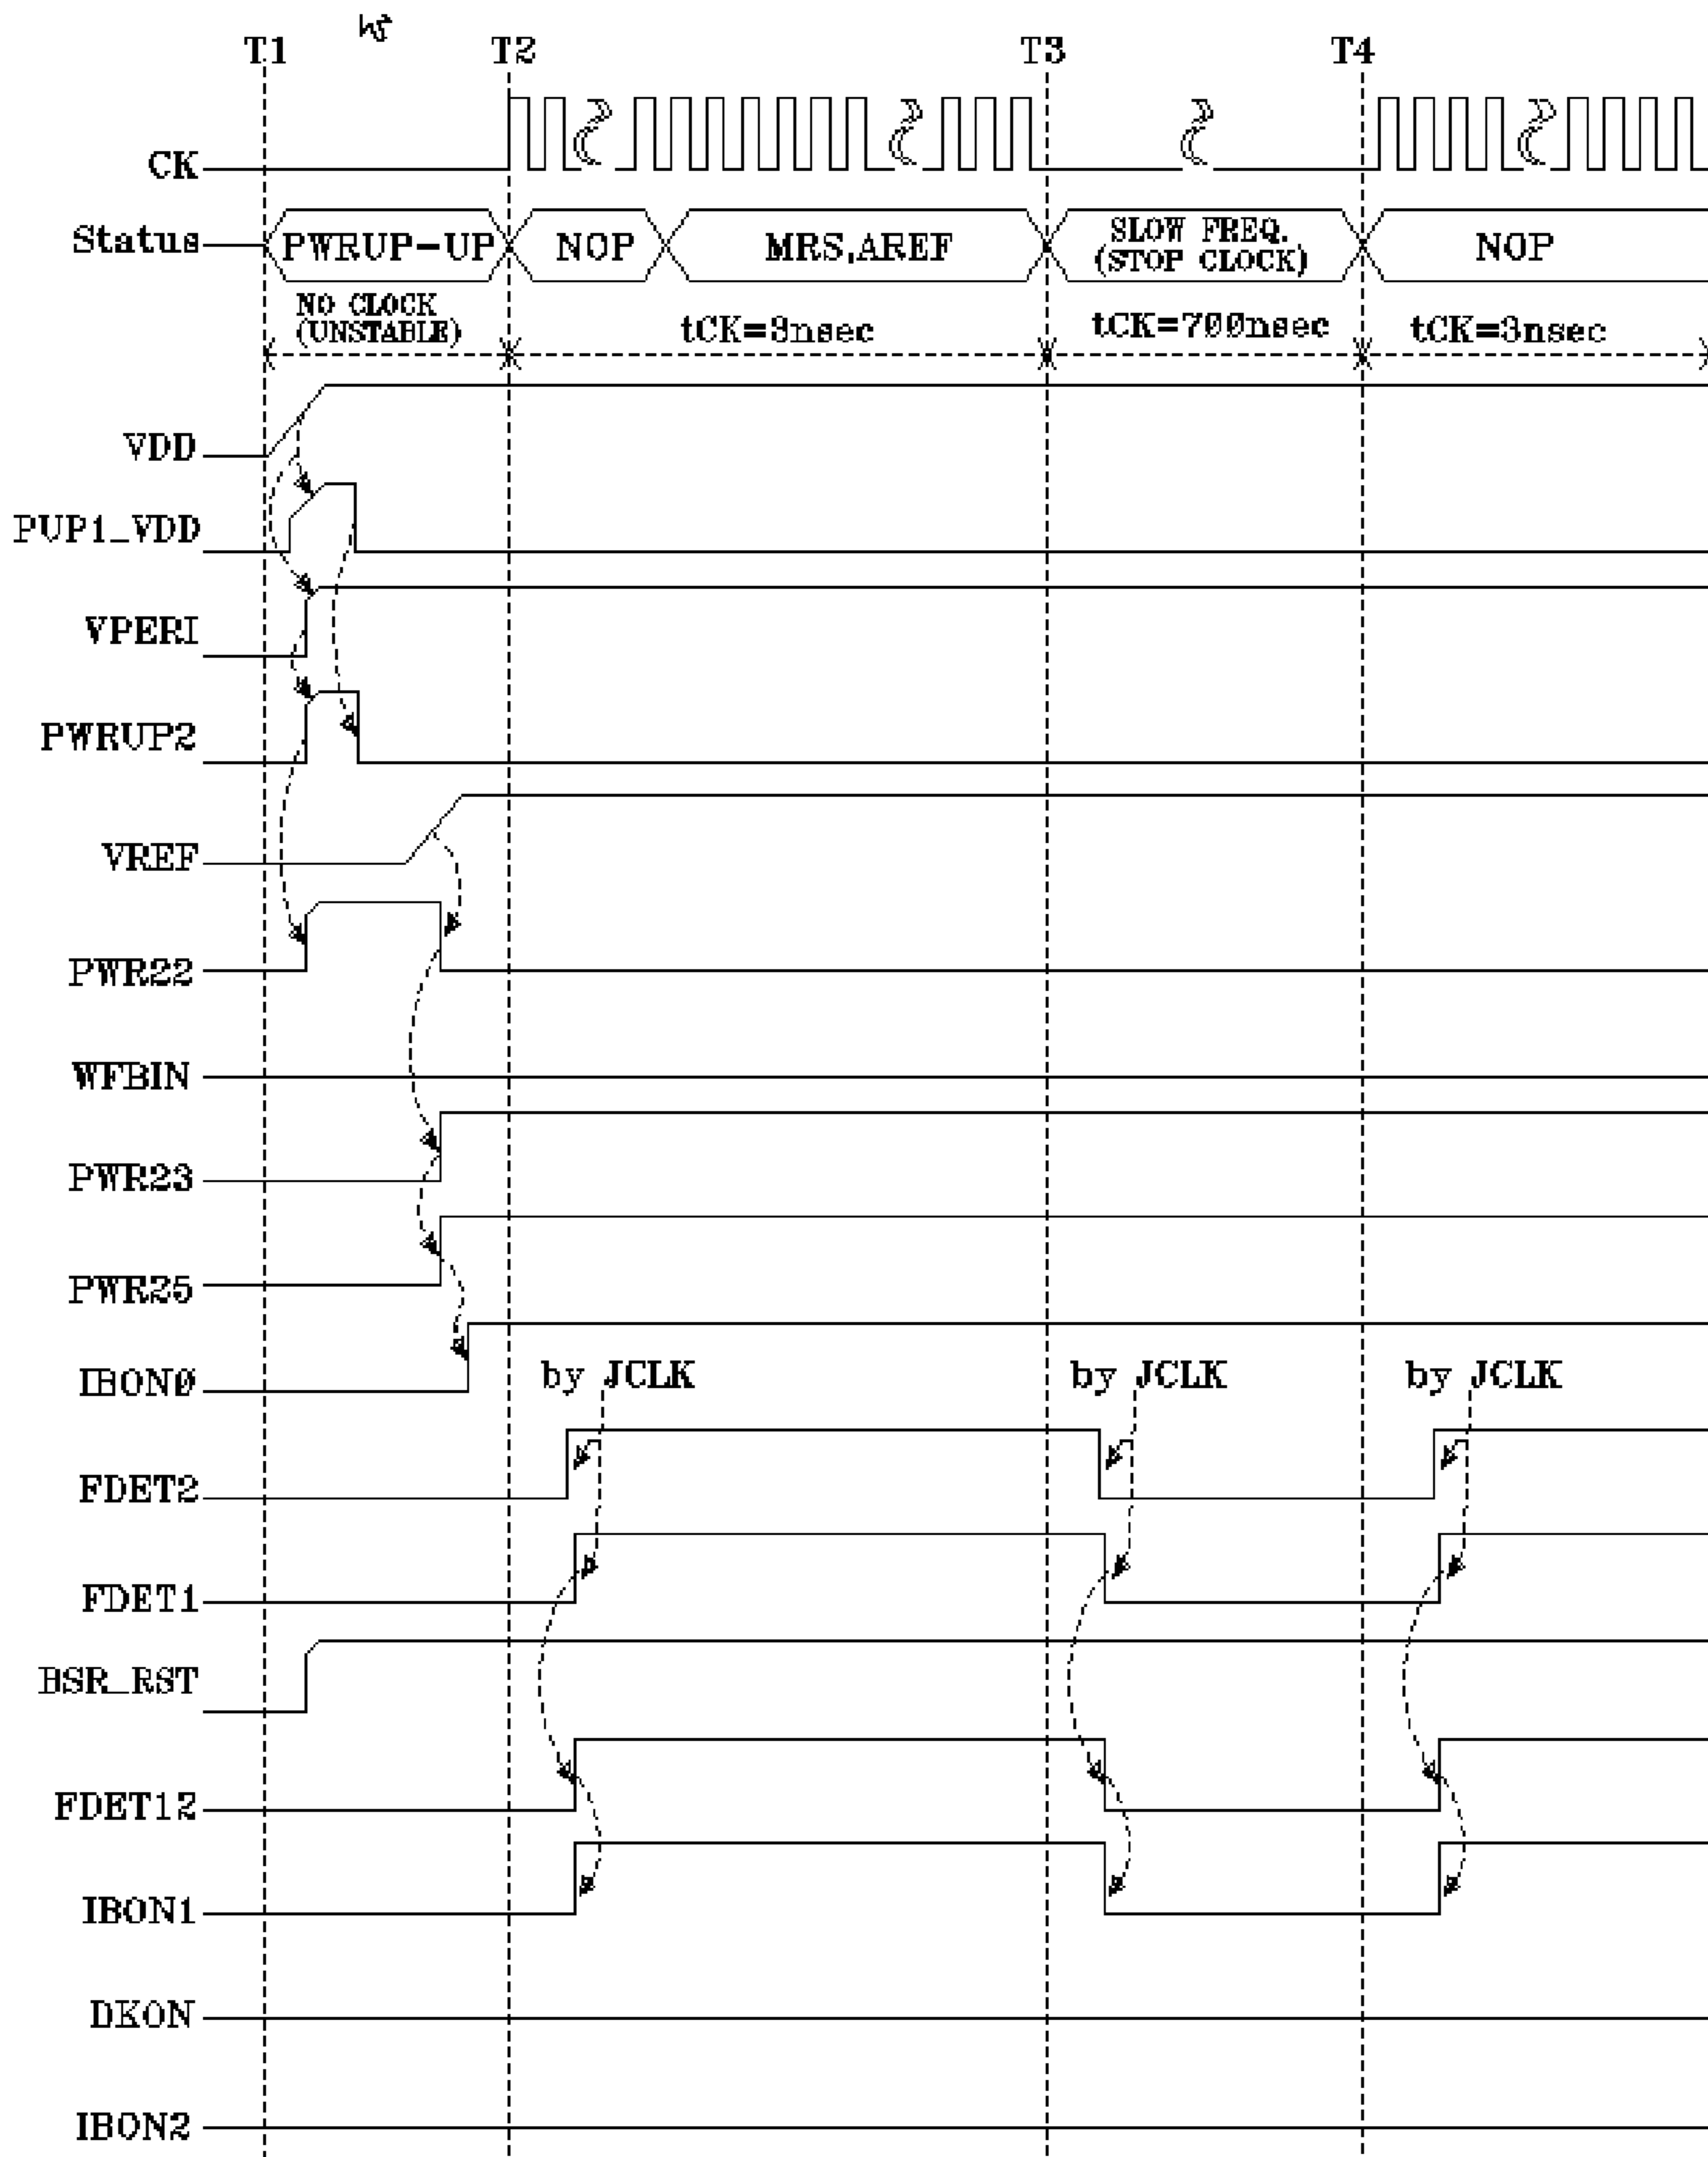 T1 T2 T3 T4
CK
Status PWRUP-UP NOP MRS,AREF SLOW FREQ. (STOP CLOCK) NOP
NO CLOCK
(UNSTABLE) tCK=3nsec tCK=700nsec tCK=3nsec
VDD
PUP1_VDD
VPERI
PWRUP2
VREF
PWR22
WFBIN
PWR23
PWR25
IBON0
by JCLK by JCLK by JCLK
FDET2
FDET1
BSR_RST
FDET12
IBON1
DKON
IBON2